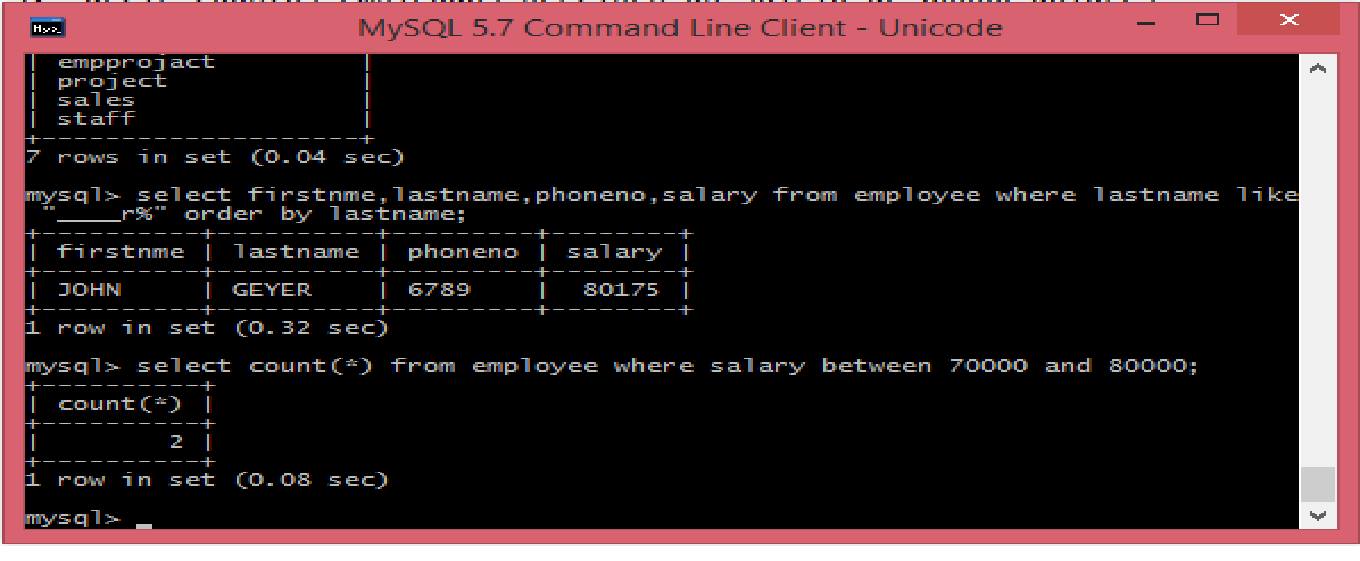 MySQL 5.7 Command Line Client - Unicode
| empprojact         |
| project            |
| sales              |
| staff              |
+--------------------+
7 rows in set (0.04 sec)
mysql> select firstnme,lastname,phoneno,salary from employee where lastname like
 "____r%" order by lastname;
+----------+----------+---------+--------+
| firstnme | lastname | phoneno | salary |
+----------+----------+---------+--------+
| JOHN     | GEYER    | 6789    |  80175 |
+----------+----------+---------+--------+
1 row in set (0.32 sec)
mysql> select count(*) from employee where salary between 70000 and 80000;
+----------+
| count(*) |
+----------+
|        2 |
+----------+
1 row in set (0.08 sec)
mysql> _